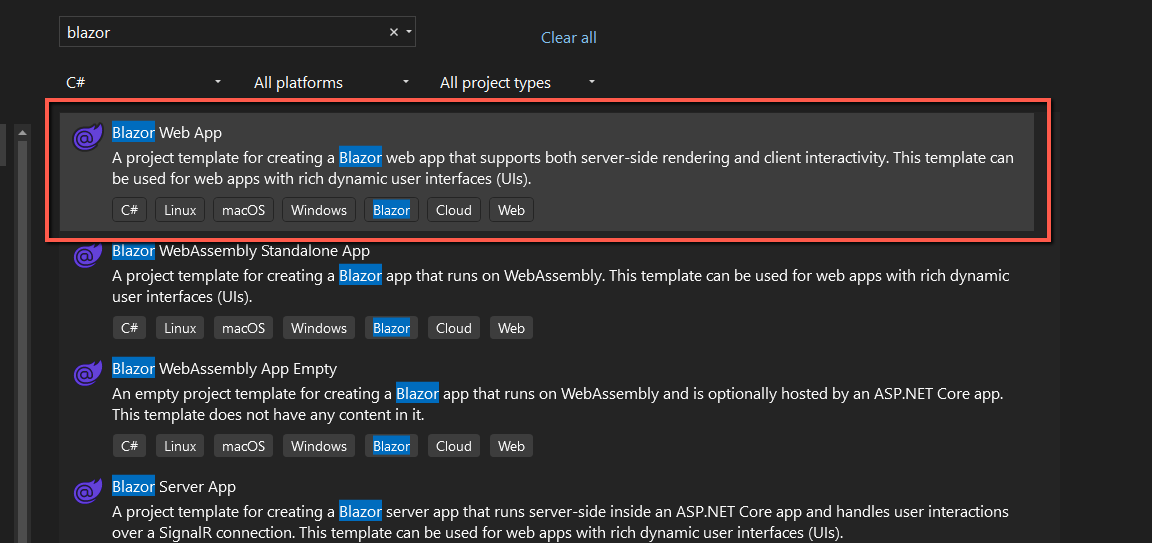 blazor
Clear all
C# All platforms All project types
Blazor Web App
A project template for creating a Blazor web app that supports both server-side rendering and client interactivity. This template can
be used for web apps with rich dynamic user interfaces (UIs).
C# Linux macOS Windows Blazor Cloud Web
Blazor WebAssembly Standalone App
A project template for creating a Blazor app that runs on WebAssembly. This template can be used for web apps with rich dynamic
user interfaces (UIs).
C# Linux macOS Windows Blazor Cloud Web
Blazor WebAssembly App Empty
An empty project template for creating a Blazor app that runs on WebAssembly and is optionally hosted by an ASP.NET Core app.
This template does not have any content in it.
C# Linux macOS Windows Blazor Cloud Web
Blazor Server App
A project template for creating a Blazor server app that runs server-side inside an ASP.NET Core app and handles user interactions
over a SignalR connection. This template can be used for web apps with rich dynamic user interfaces (UIs).